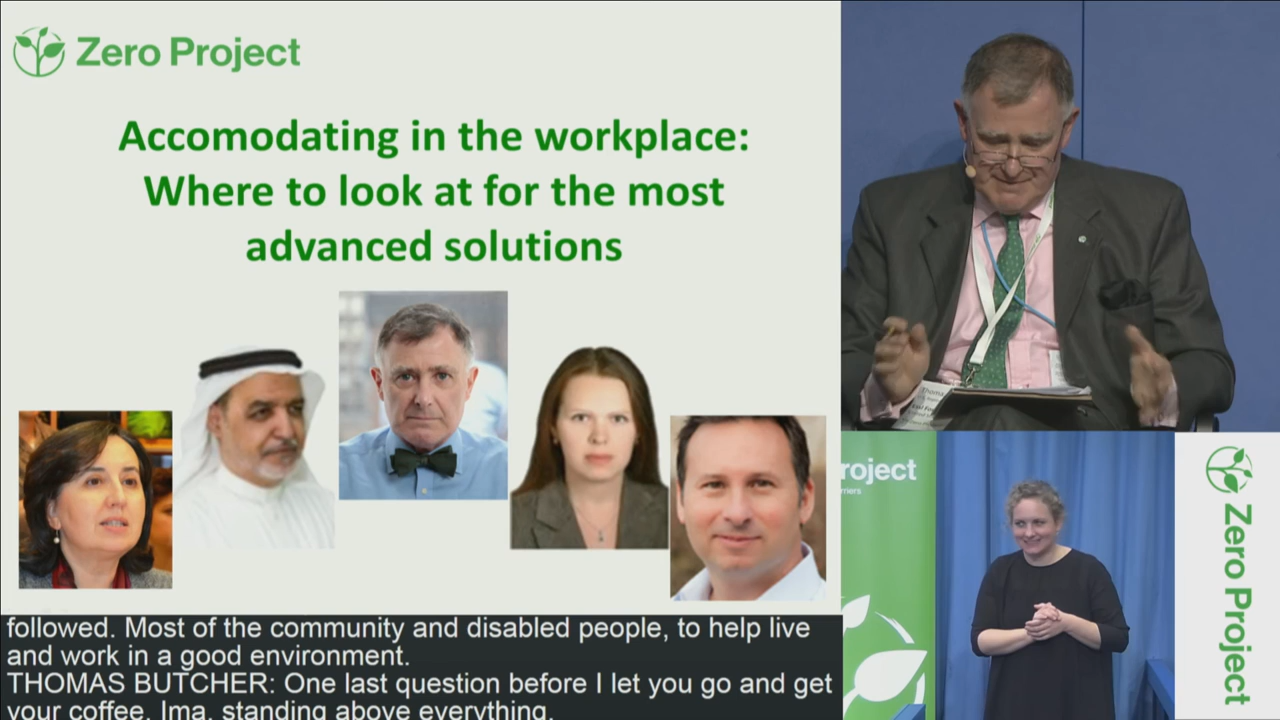 Zero Project
Accomodating in the workplace:
Where to look at for the most
advanced solutions
followed. Most of the community and disabled people, to help live
and work in a good environment.
THOMAS BUTCHER: One last question before I let you go and get
your coffee. Ima, standing above everything,
Thoma
roject
Zero Project